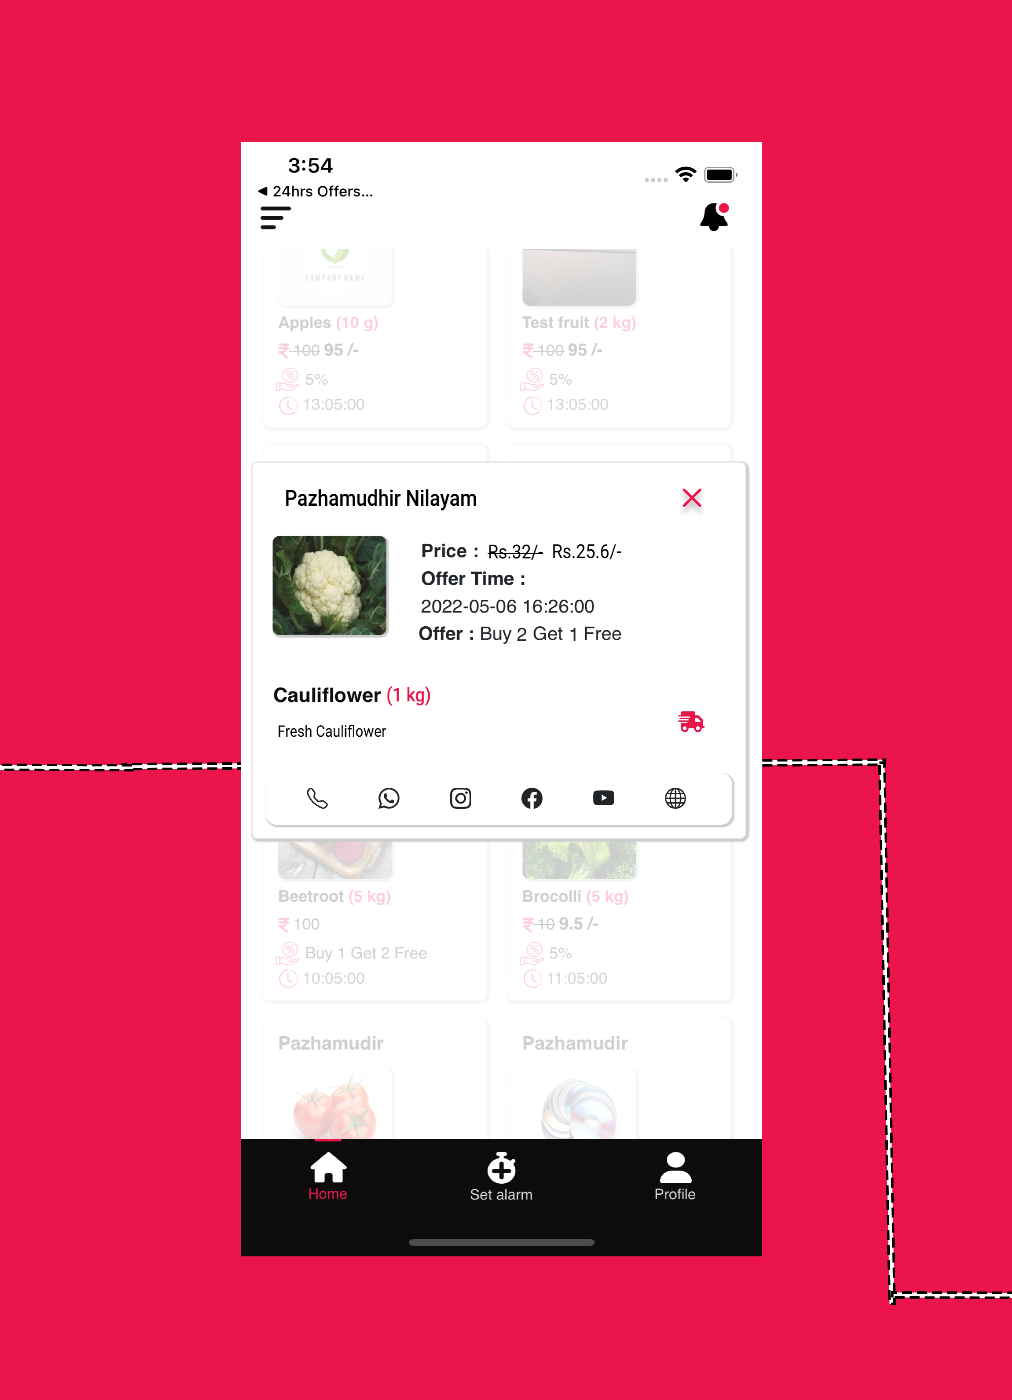 3:54
24hrs Offers...
COMPANY NAME
Apples (10 g)
₹ 100 95 /-
5%
13:05:00
Test fruit (2 kg)
₹ 100 95 /-
5%
13:05:00
Pazhamudhir Nilayam
Price : Rs.32/- Rs.25.6/-
Offer Time :
2022-05-06 16:26:00
Offer : Buy 2 Get 1 Free
Cauliflower (1 kg)
Fresh Cauliflower
Beetroot (5 kg)
₹ 100
Buy 1 Get 2 Free
10:05:00
Brocolli (5 kg)
₹ 10 9.5 /-
5%
11:05:00
Pazhamudir
Pazhamudir
Home
Set alarm
Profile